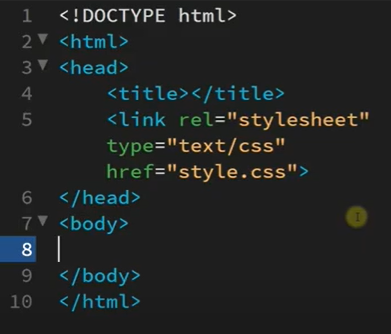 1 <!DOCTYPE html>
2 <html>
3 <head>
4     <title></title>
5     <link rel="stylesheet"
    type="text/css"
    href="style.css">
6 </head>
7 <body>
8
9 </body>
10 </html>